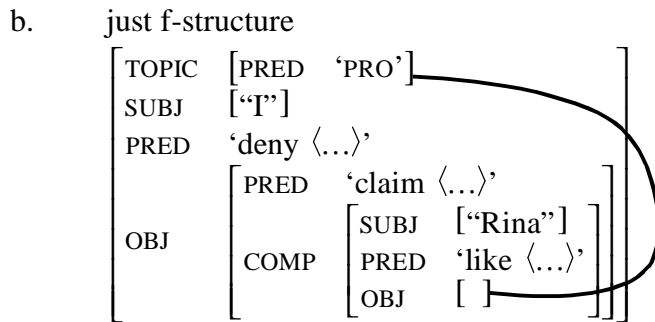 b. just f-structure
TOPIC [PRED ‘PRO’]
SUBJ [“I”]
PRED ‘deny ⟨…⟩’
PRED ‘claim ⟨…⟩’
SUBJ [“Rina”]
OBJ COMP PRED ‘like ⟨…⟩’
OBJ [ ]